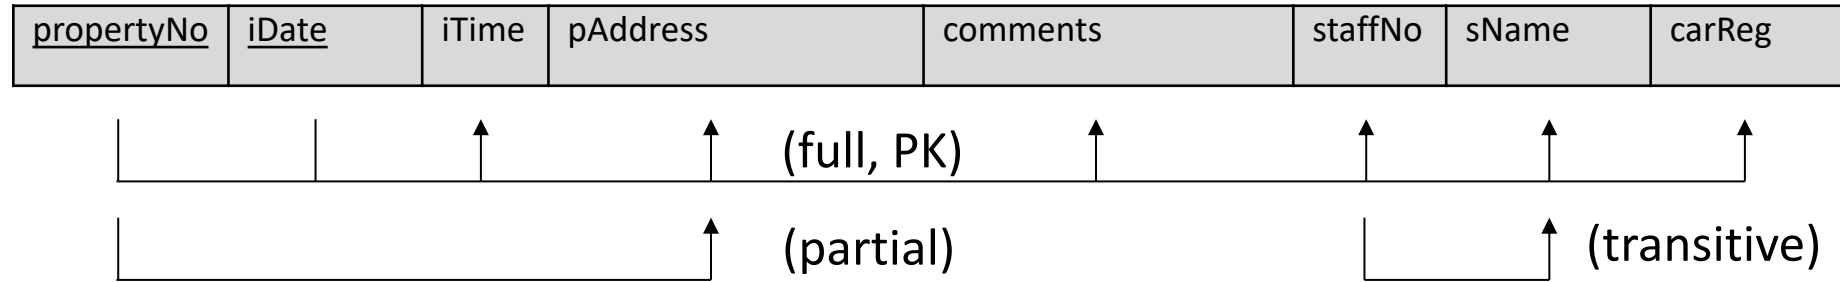 propertyNo iDate iTime pAddress comments staffNo sName carReg
(full, PK)
(partial) (transitive)